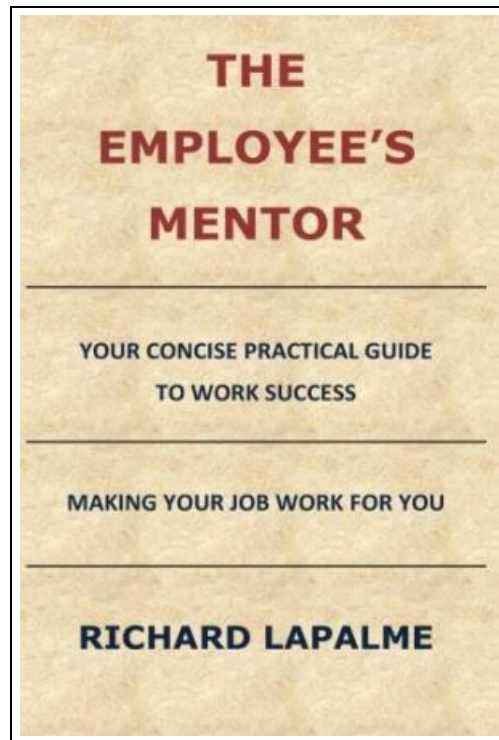 THE
EMPLOYEE'S
MENTOR
YOUR CONCISE PRACTICAL GUIDE
TO WORK SUCCESS
MAKING YOUR JOB WORK FOR YOU
RICHARD LAPALME